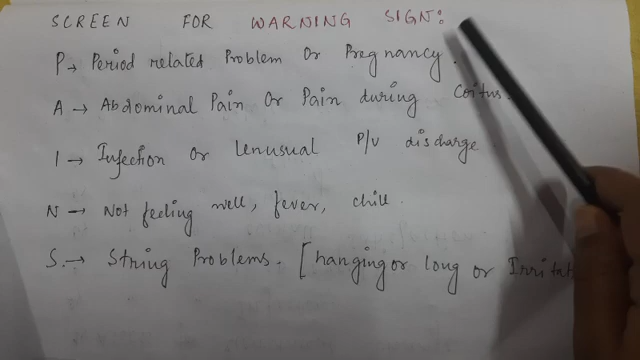 SCREEN FOR WARNING SIGN:
P → Period related Problem Or Pregnancy.
A → Abdominal Pain Or Pain during Coitus.
I → Infection Or Unusual P/V discharge
N → Not feeling well, fever, chill.
S. → String Problems. [hanging or long or